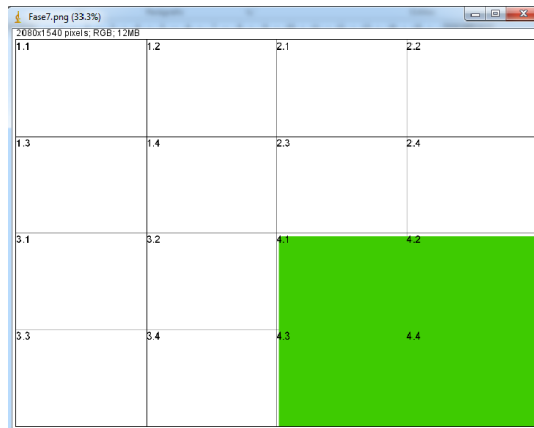 Fase7.png (33.3%)
2080x1540 pixels; RGB; 12MB
1.1 1.2 2.1 2.2
1.3 1.4 2.3 2.4
3.1 3.2 4.1 4.2
3.3 3.4 4.3 4.4